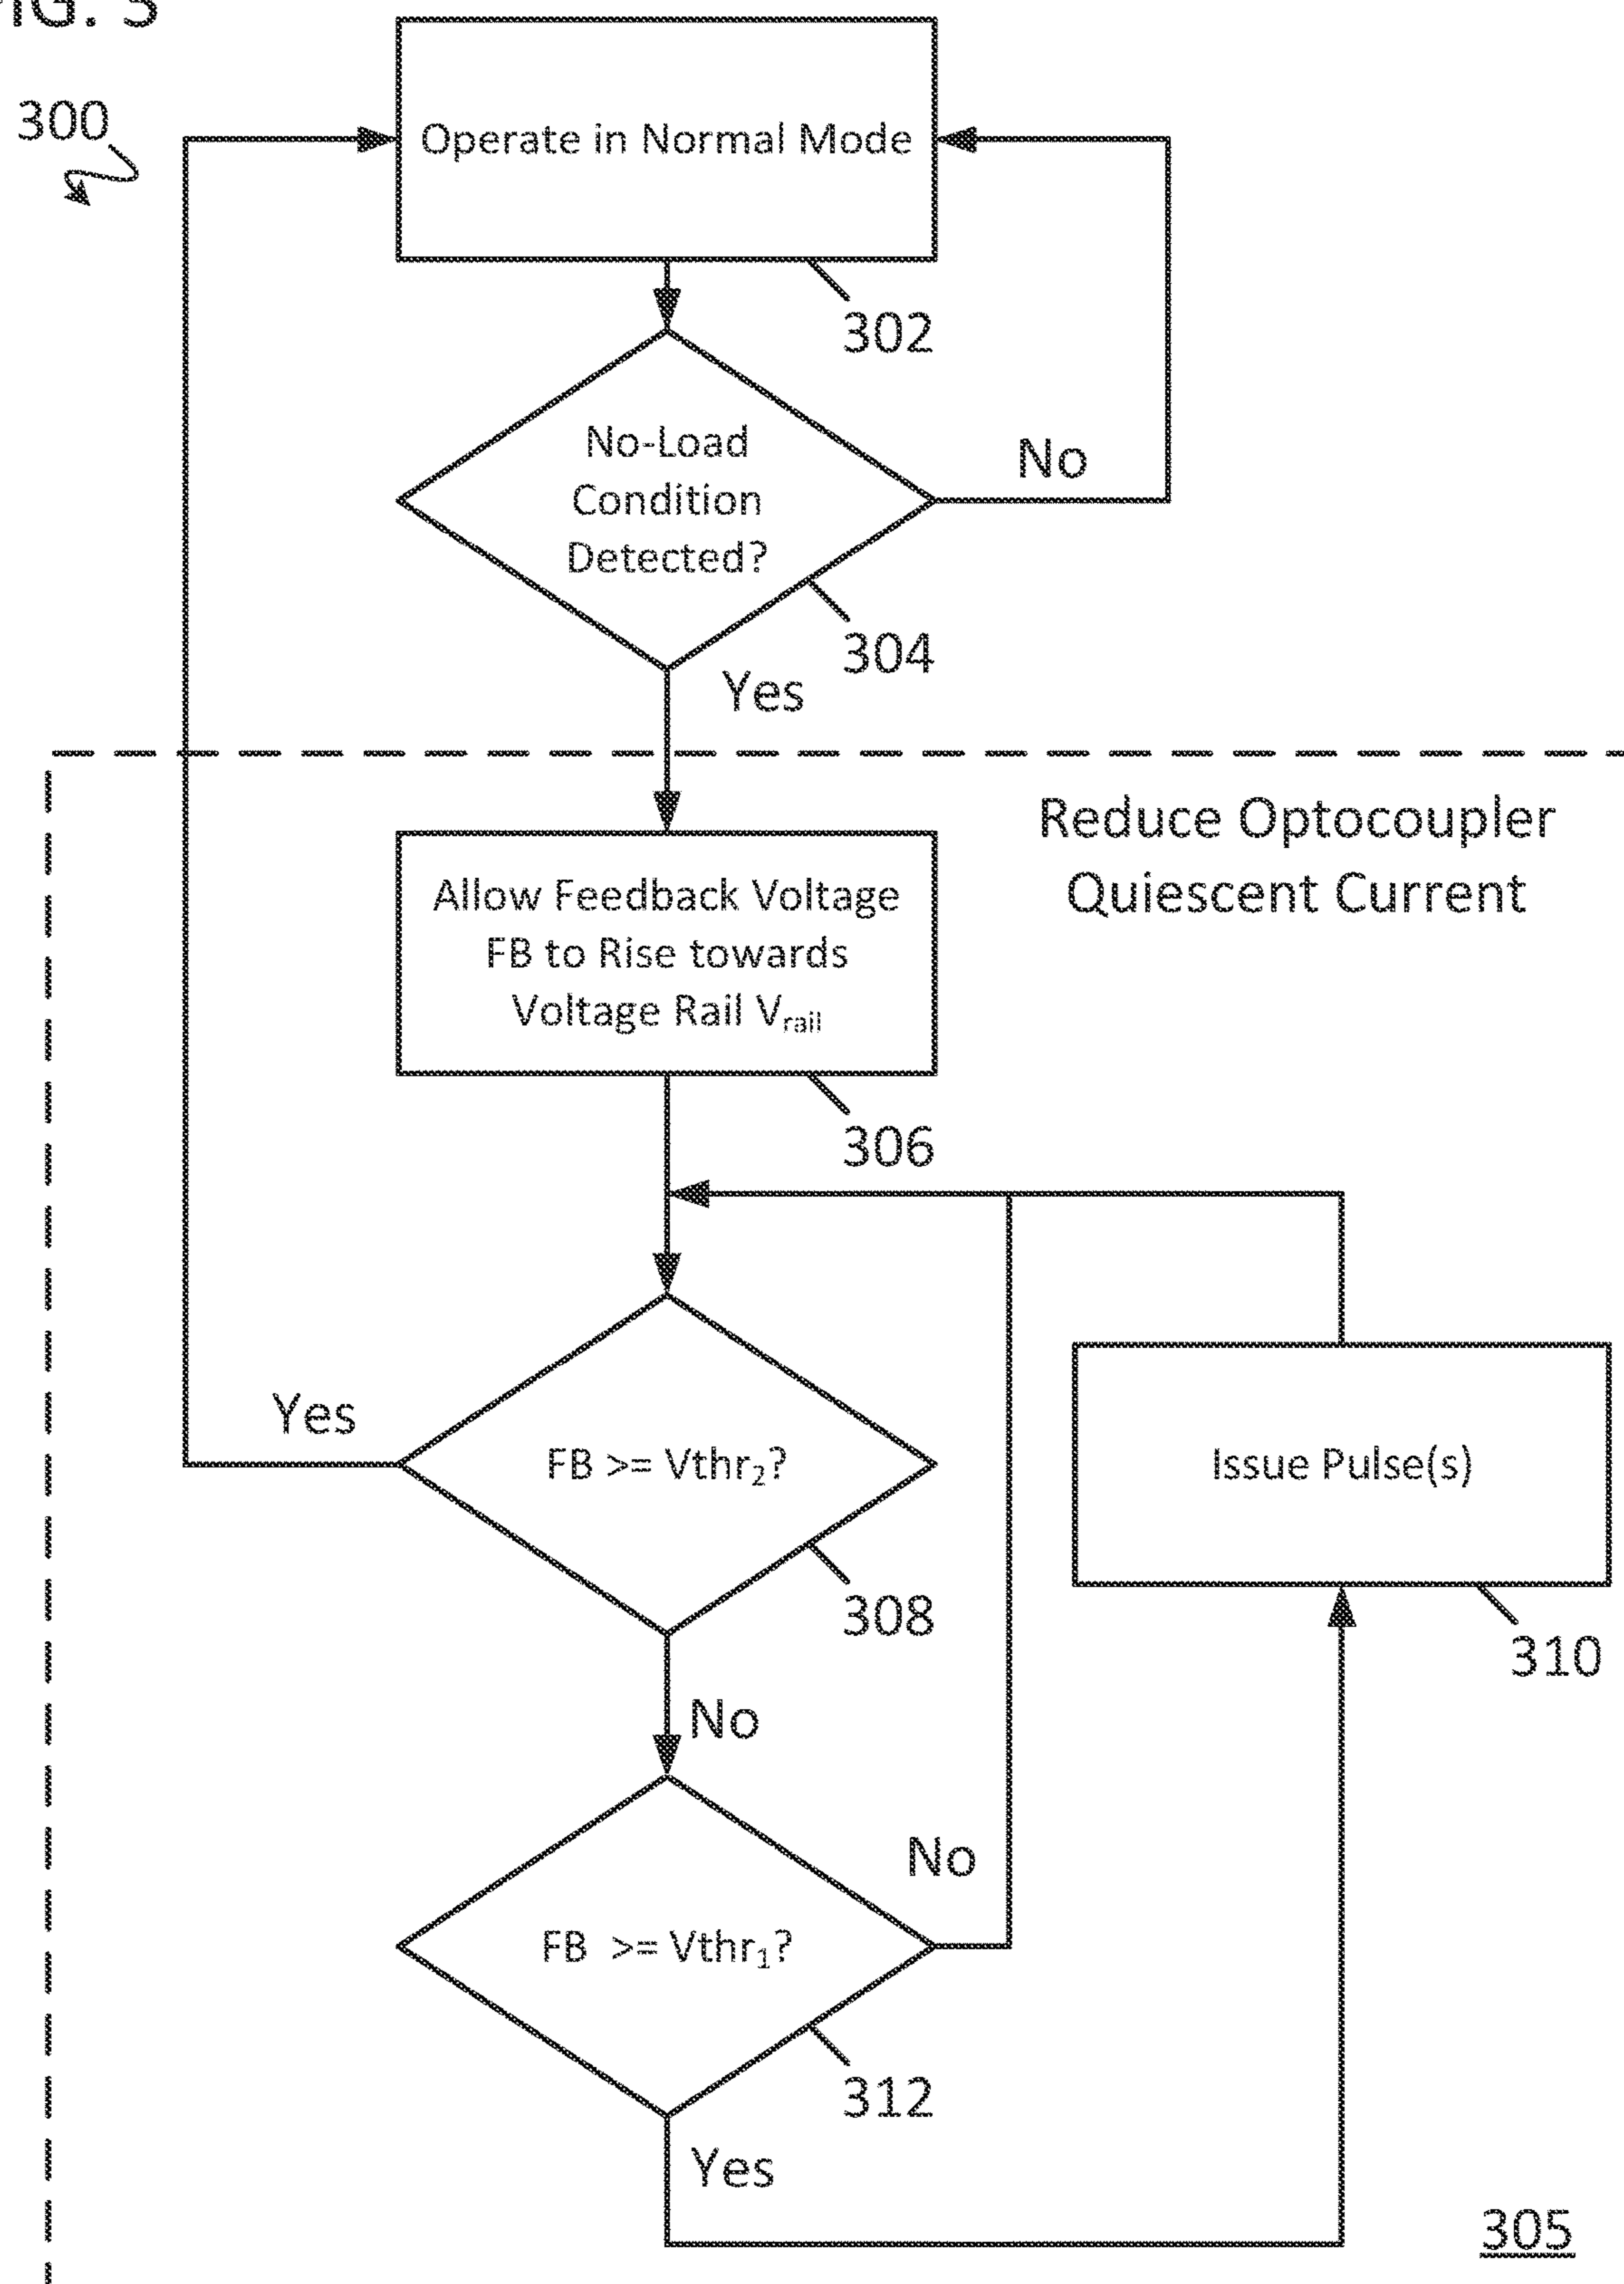 FIG. 3
300
Operate in Normal Mode
302
No-Load
Condition
Detected?
No
304
Yes
Reduce Optocoupler
Quiescent Current
Allow Feedback Voltage
FB to Rise towards
Voltage Rail Vrail
306
Yes
FB >= Vthr2?
Issue Pulse(s)
308
310
No
No
FB >= Vthr1?
312
Yes
305